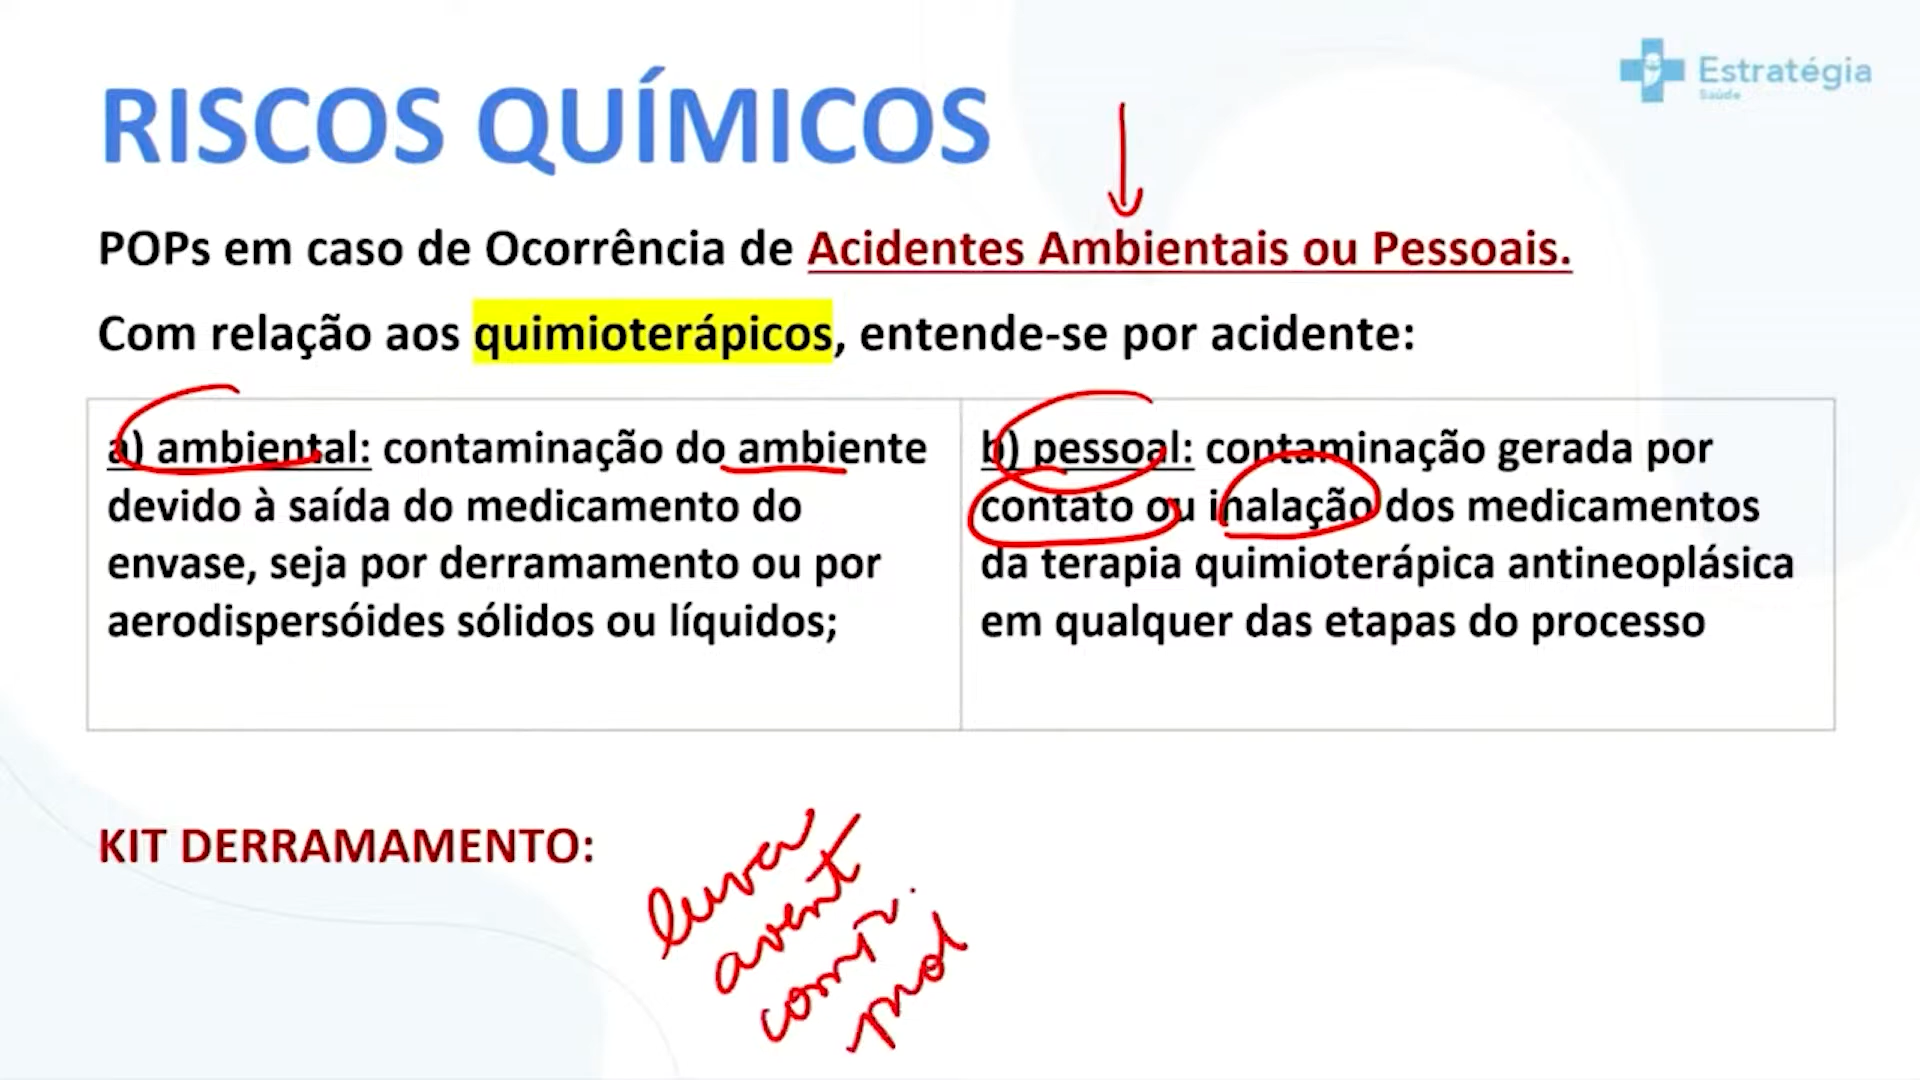 Estratégia
Saúde
RISCOS QUÍMICOS
POPs em caso de Ocorrência de Acidentes Ambientais ou Pessoais.
Com relação aos quimioterápicos, entende-se por acidente:
a) ambiental: contaminação do ambiente
devido à saída do medicamento do
envase, seja por derramamento ou por
aerodispersóides sólidos ou líquidos;
b) pessoal: contaminação gerada por
contato ou inalação dos medicamentos
da terapia quimioterápica antineoplásica
em qualquer das etapas do processo
KIT DERRAMAMENTO:
luva
avent